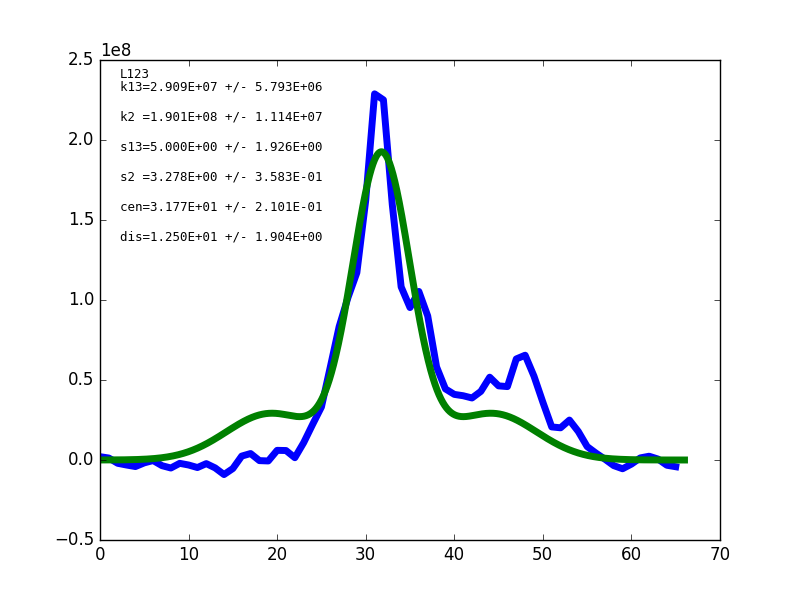 1e8
2.5
L123
k13=2.909E+07 +/- 5.793E+06
k2 =1.901E+08 +/- 1.114E+07
2.0
s13=5.000E+00 +/- 1.926E+00
s2 =3.278E+00 +/- 3.583E-01
1.5
cen=3.177E+01 +/- 2.101E-01
dis=1.250E+01 +/- 1.904E+00
1.0
0.5
0.0
−0.5
0 10 20 30 40 50 60 70